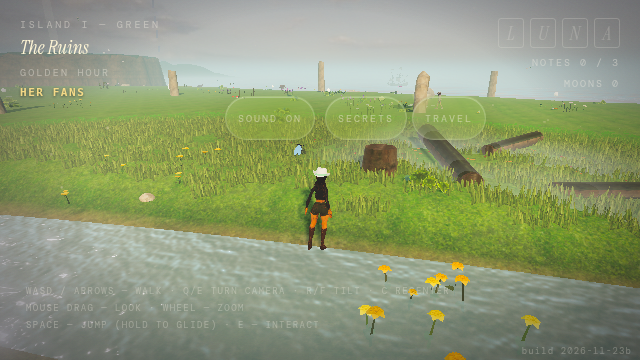 ISLAND I — GREEN
The Ruins
GOLDEN HOUR
HER FANS
LUNA
NOTES 0 / 3
MOONS 0
SOUND ON
SECRETS
TRAVEL
WASD / ARROWS — WALK · Q/E TURN CAMERA · R/F TILT
MOUSE DRAG — LOOK · WHEEL — ZOOM
SPACE — JUMP (HOLD TO GLIDE) · E — INTERACT
build 2026-11-23b